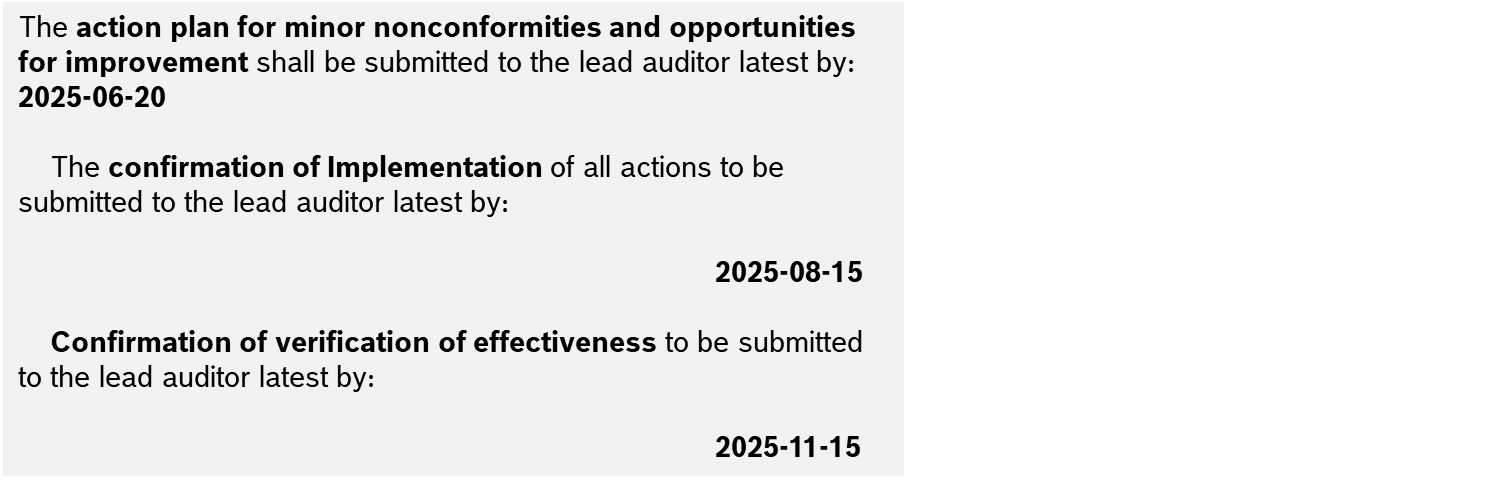 The action plan for minor nonconformities and opportunities
for improvement shall be submitted to the lead auditor latest by:
2025-06-20
The confirmation of Implementation of all actions to be
submitted to the lead auditor latest by:
2025-08-15
Confirmation of verification of effectiveness to be submitted
to the lead auditor latest by:
2025-11-15